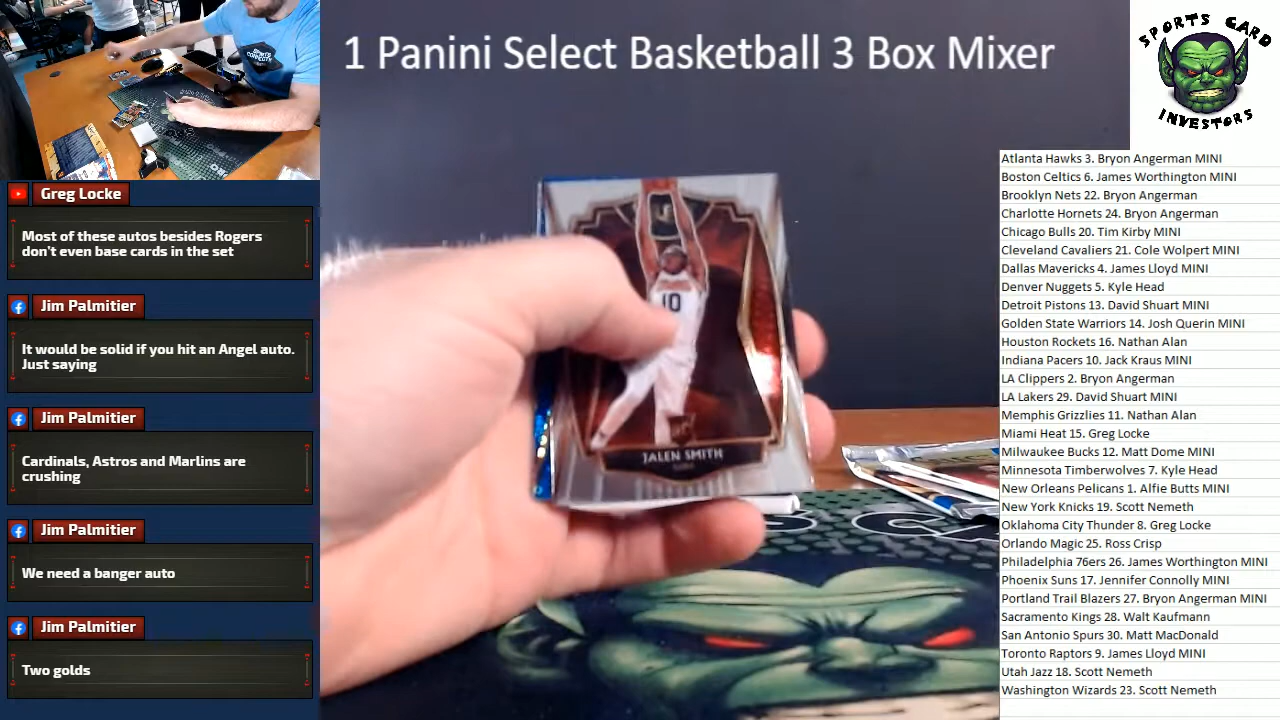 1 Panini Select Basketball 3 Box Mixer
SPORTS CARD
INVESTORS
Greg Locke
Most of these autos besides Rogers
don't even base cards in the set
Jim Palmitier
It would be solid if you hit an Angel auto.
Just saying
Jim Palmitier
Cardinals, Astros and Marlins are
crushing
Jim Palmitier
We need a banger auto
Jim Palmitier
Two golds
10
JALEN SMITH
Atlanta Hawks 3. Bryon Angerman MINI
Boston Celtics 6. James Worthington MINI
Brooklyn Nets 22. Bryon Angerman
Charlotte Hornets 24. Bryon Angerman
Chicago Bulls 20. Tim Kirby MINI
Cleveland Cavaliers 21. Cole Wolpert MINI
Dallas Mavericks 4. James Lloyd MINI
Denver Nuggets 5. Kyle Head
Detroit Pistons 13. David Shuart MINI
Golden State Warriors 14. Josh Querin MINI
Houston Rockets 16. Nathan Alan
Indiana Pacers 10. Jack Kraus MINI
LA Clippers 2. Bryon Angerman
LA Lakers 29. David Shuart MINI
Memphis Grizzlies 11. Nathan Alan
Miami Heat 15. Greg Locke
Milwaukee Bucks 12. Matt Dome MINI
Minnesota Timberwolves 7. Kyle Head
New Orleans Pelicans 1. Alfie Butts MINI
New York Knicks 19. Scott Nemeth
Oklahoma City Thunder 8. Greg Locke
Orlando Magic 25. Ross Crisp
Philadelphia 76ers 26. James Worthington MINI
Phoenix Suns 17. Jennifer Connolly MINI
Portland Trail Blazers 27. Bryon Angerman MINI
Sacramento Kings 28. Walt Kaufmann
San Antonio Spurs 30. Matt MacDonald
Toronto Raptors 9. James Lloyd MINI
Utah Jazz 18. Scott Nemeth
Washington Wizards 23. Scott Nemeth